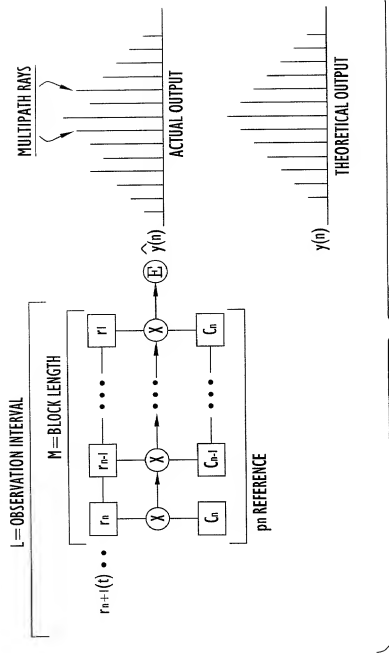 L = OBSERVATION INTERVAL
M = BLOCK LENGTH
rn+1(t) • • rn rn-1 • • • • r1
X X • • • • X E ŷ(n)
Cn Cn-1 • • • • Cn
pn REFERENCE
MULTIPATH RAYS
ACTUAL OUTPUT
y(n)
THEORETICAL OUTPUT